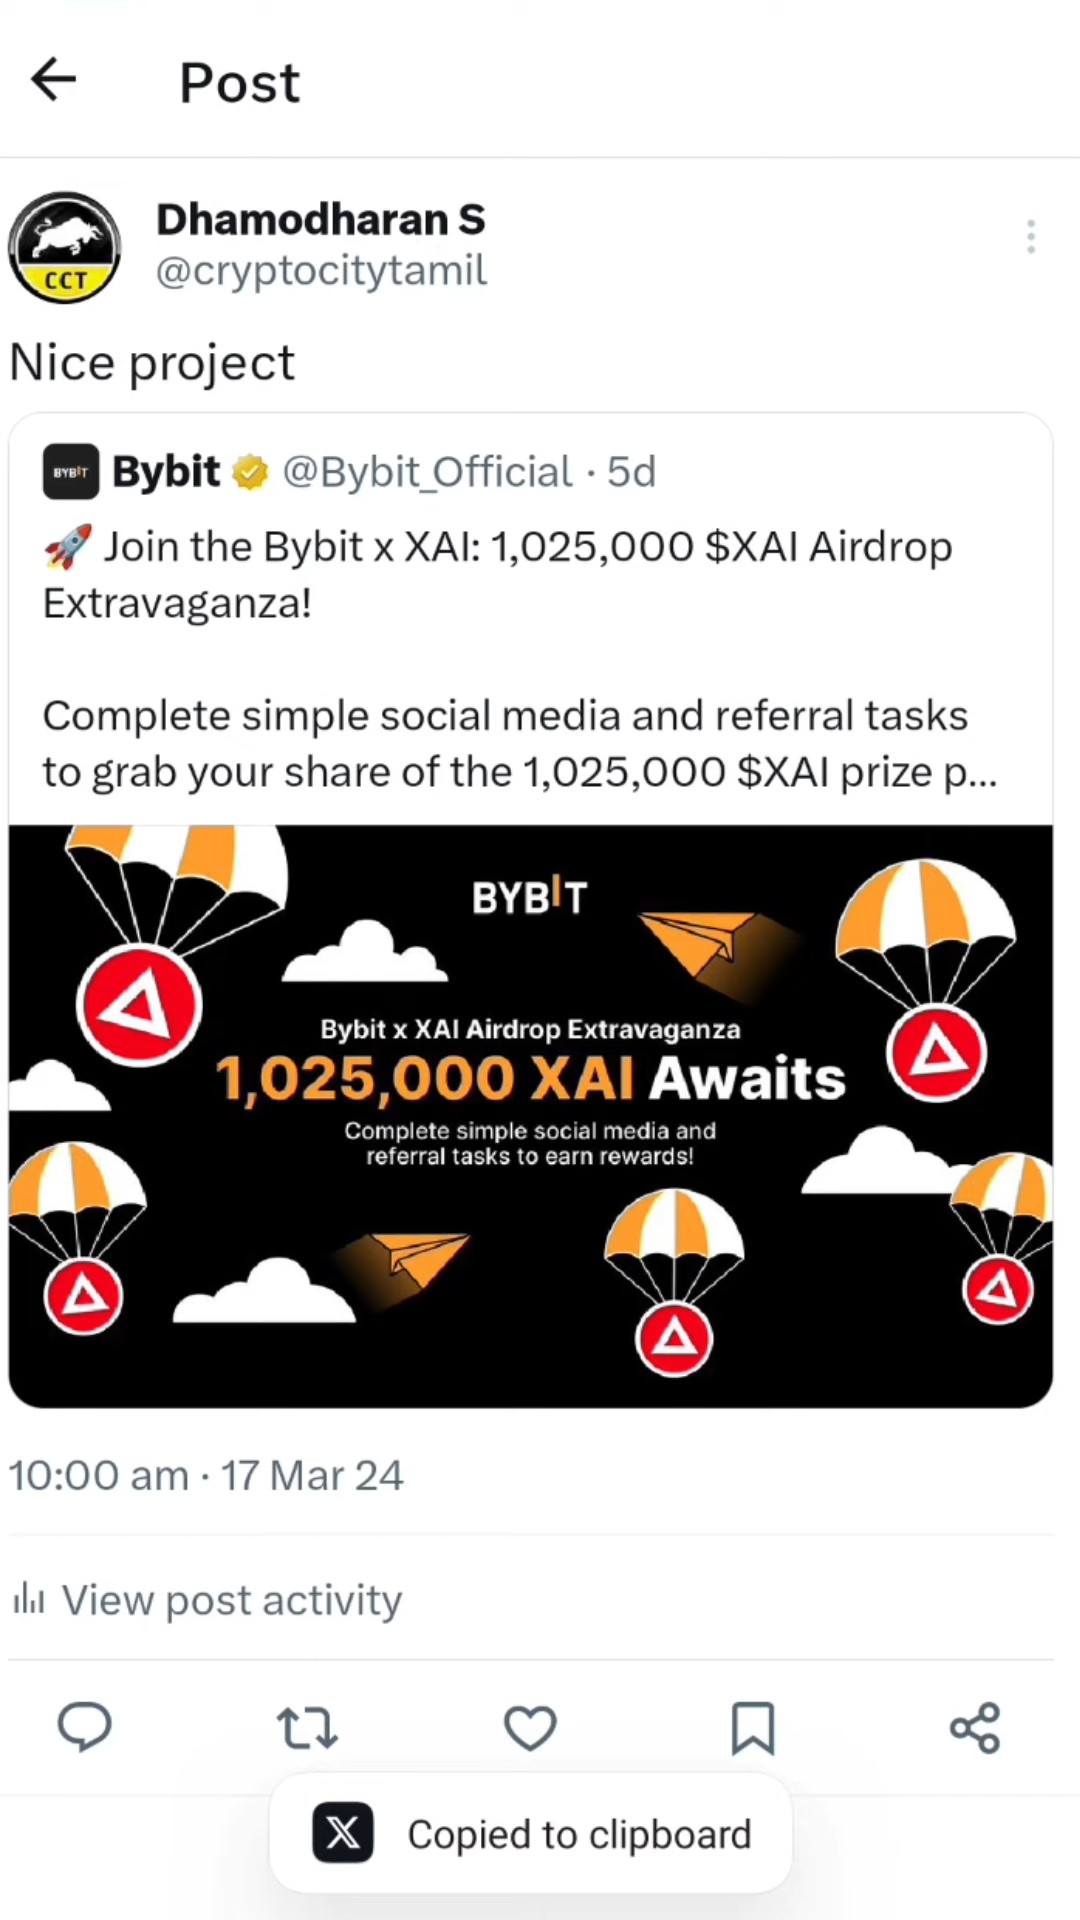 Post
Dhamodharan S
@cryptocitytamil
CCT
Nice project
BYBIT
Bybit @Bybit_Official · 5d
🚀 Join the Bybit x XAI: 1,025,000 $XAI Airdrop
Extravaganza!
Complete simple social media and referral tasks
to grab your share of the 1,025,000 $XAI prize p...
BYBIT
Bybit x XAI Airdrop Extravaganza
1,025,000 XAI Awaits
Complete simple social media and
referral tasks to earn rewards!
10:00 am · 17 Mar 24
View post activity
Copied to clipboard